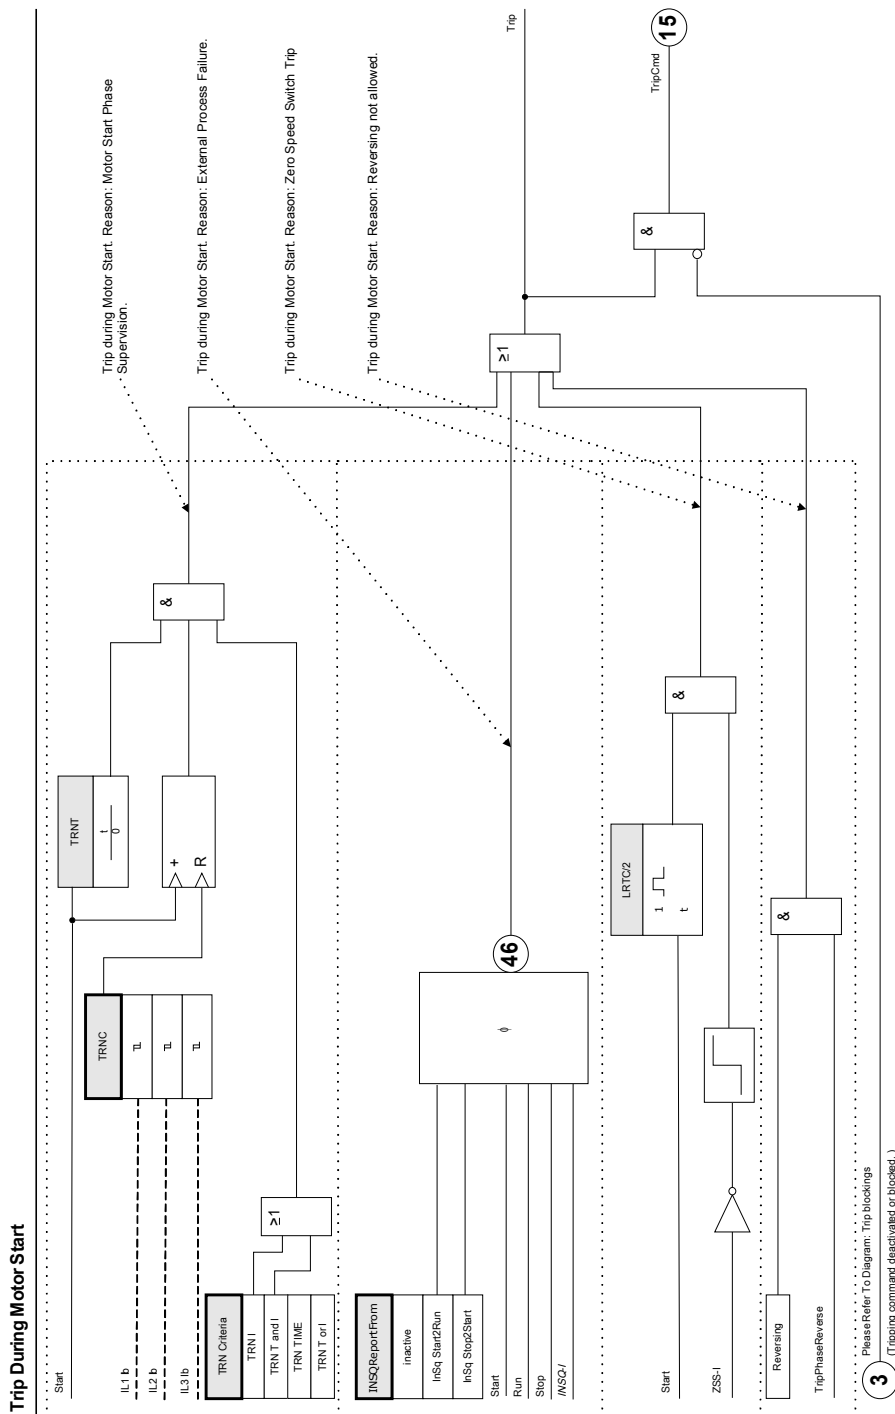 Trip During Motor Start
Start
IL1 Ib
IL2 Ib
IL3 Ib
TRN Criteria
TRN I
TRN T and I
TRN TIME
TRN T or I
≥1
TRNC
TRNT
t
0
+
R
&
Trip during Motor Start. Reason: Motor Start Phase
Supervision.
Trip during Motor Start. Reason: External Process Failure.
Trip during Motor Start. Reason: Zero Speed Switch Trip
Trip during Motor Start. Reason: Reversing not allowed.
INSQReportFrom
inactive
InSq Start2Run
InSq Stop2Start
Start
Run
Stop
INSQ-I
φ
46
≥1
Trip
Start
ZSS-I
LRTC/2
1
t
&
&
TripCmd
15
Reversing
TripPhaseReverse
&
3
Please Refer To Diagram: Trip blockings
(Tripping command deactivated or blocked. )